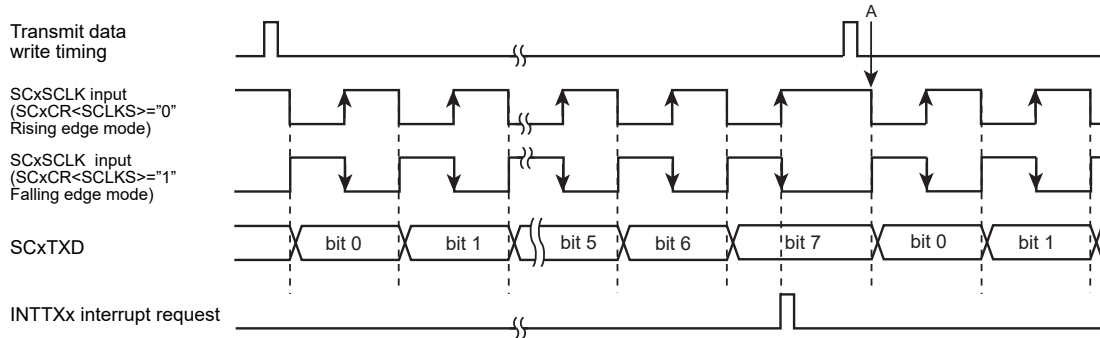 Transmit data
write timing
A
SCxSCLK input
(SCxCR<SCLKS>=”0”
Rising edge mode)
SCxSCLK  input
(SCxCR<SCLKS>=”1”
Falling edge mode)
SCxTXD
bit 0 bit 1 bit 5 bit 6 bit 7 bit 0 bit 1
INTTXx interrupt request